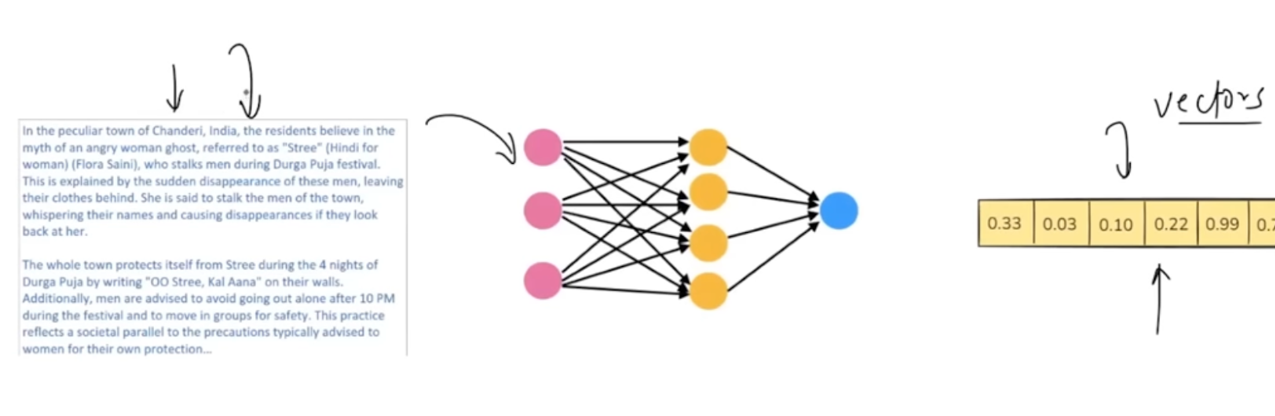 In the peculiar town of Chanderi, India, the residents believe in the
myth of an angry woman ghost, referred to as "Stree" (Hindi for
woman) (Flora Saini), who stalks men during Durga Puja festival.
This is explained by the sudden disappearance of these men, leaving
their clothes behind. She is said to stalk the men of the town,
whispering their names and causing disappearances if they look
back at her.
The whole town protects itself from Stree during the 4 nights of
Durga Puja by writing "OO Stree, Kal Aana" on their walls.
Additionally, men are advised to avoid going out alone after 10 PM
during the festival and to move in groups for safety. This practice
reflects a societal parallel to the precautions typically advised to
women for their own protection...
vectors
0.33 0.03 0.10 0.22 0.99